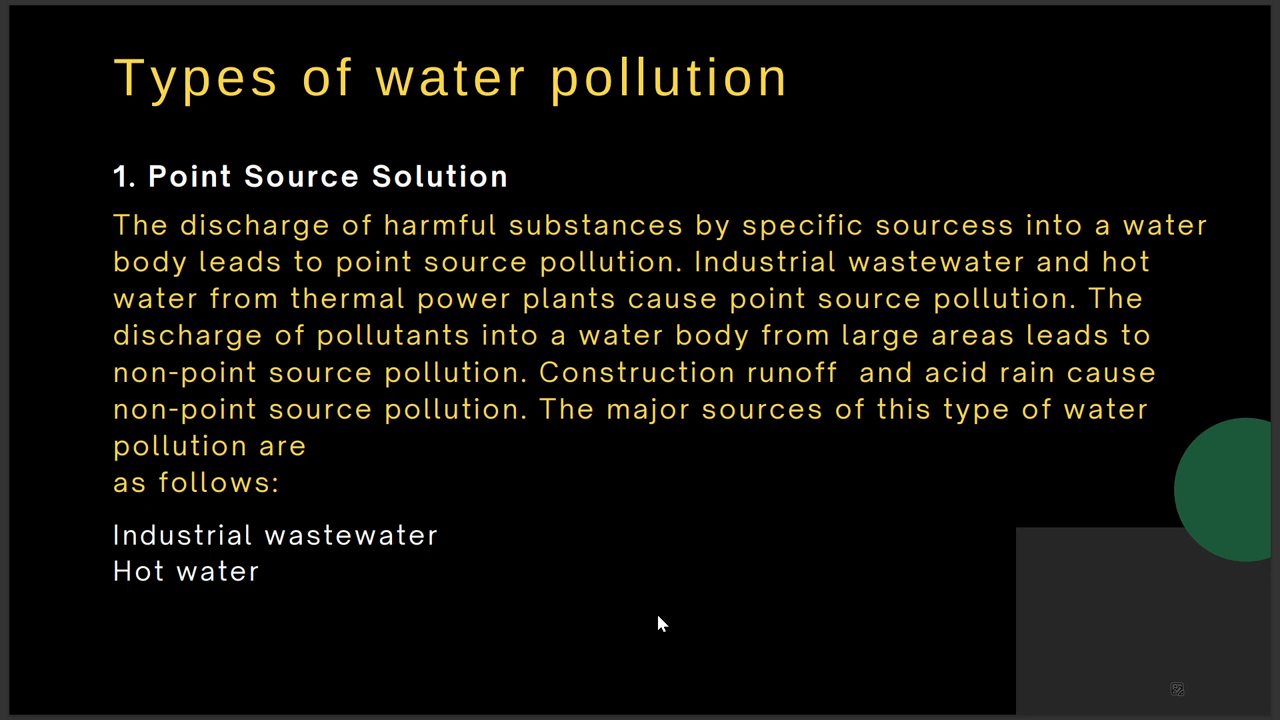 Types of water pollution
1. Point Source Solution
The discharge of harmful substances by specific sourcess into a water
body leads to point source pollution. Industrial wastewater and hot
water from thermal power plants cause point source pollution. The
discharge of pollutants into a water body from large areas leads to
non-point source pollution. Construction runoff  and acid rain cause
non-point source pollution. The major sources of this type of water
pollution are
as follows:
Industrial wastewater
Hot water